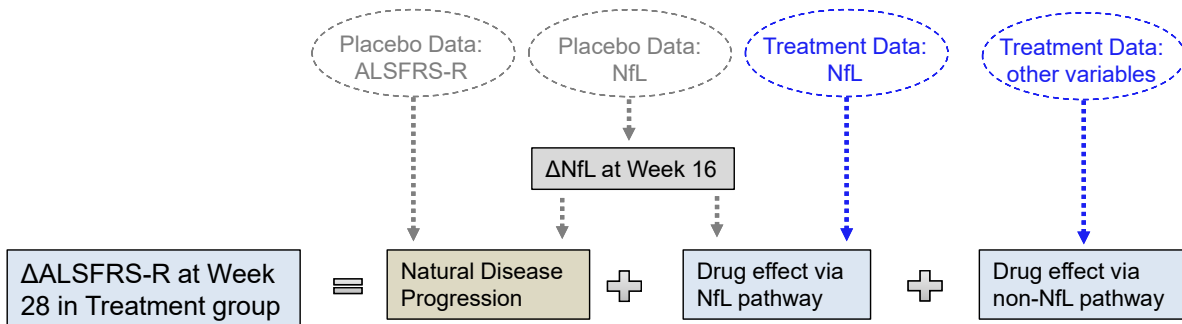 Placebo Data:
ALSFRS-R
Placebo Data:
NfL
Treatment Data:
NfL
Treatment Data:
other variables
ΔNfL at Week 16
ΔALSFRS-R at Week
28 in Treatment group
=
Natural Disease
Progression
+
Drug effect via
NfL pathway
+
Drug effect via
non-NfL pathway